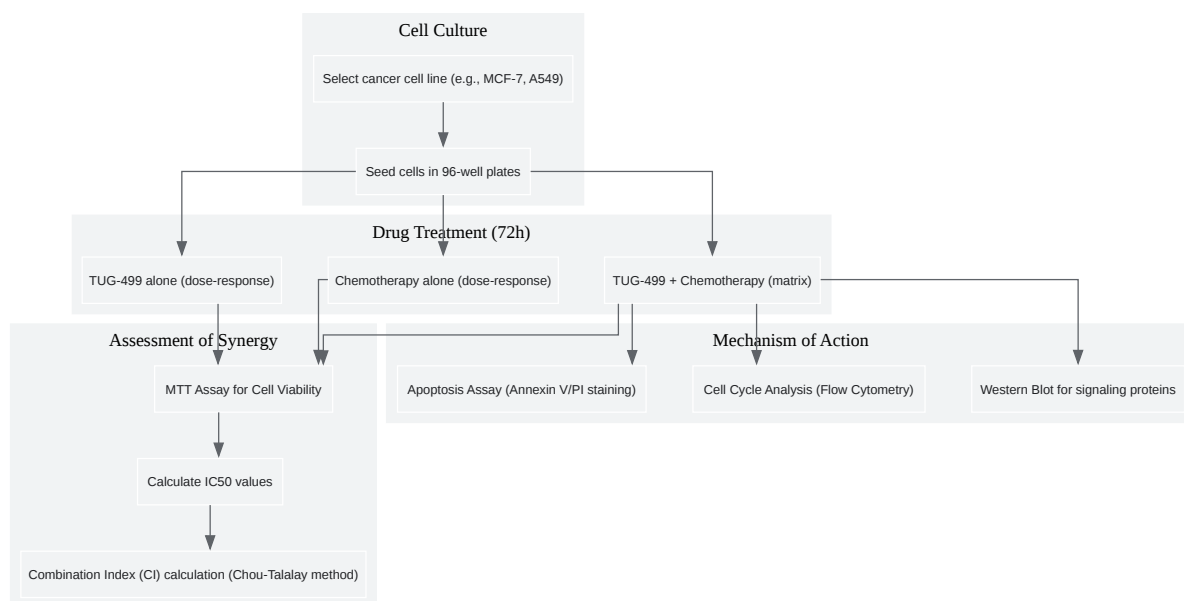 Cell Culture
Select cancer cell line (e.g., MCF-7, A549)
Seed cells in 96-well plates
Drug Treatment (72h)
TUG-499 alone (dose-response)
Chemotherapy alone (dose-response)
TUG-499 + Chemotherapy (matrix)
Assessment of Synergy
Mechanism of Action
MTT Assay for Cell Viability
Apoptosis Assay (Annexin V/PI staining)
Cell Cycle Analysis (Flow Cytometry)
Western Blot for signaling proteins
Calculate IC50 values
Combination Index (CI) calculation (Chou-Talalay method)